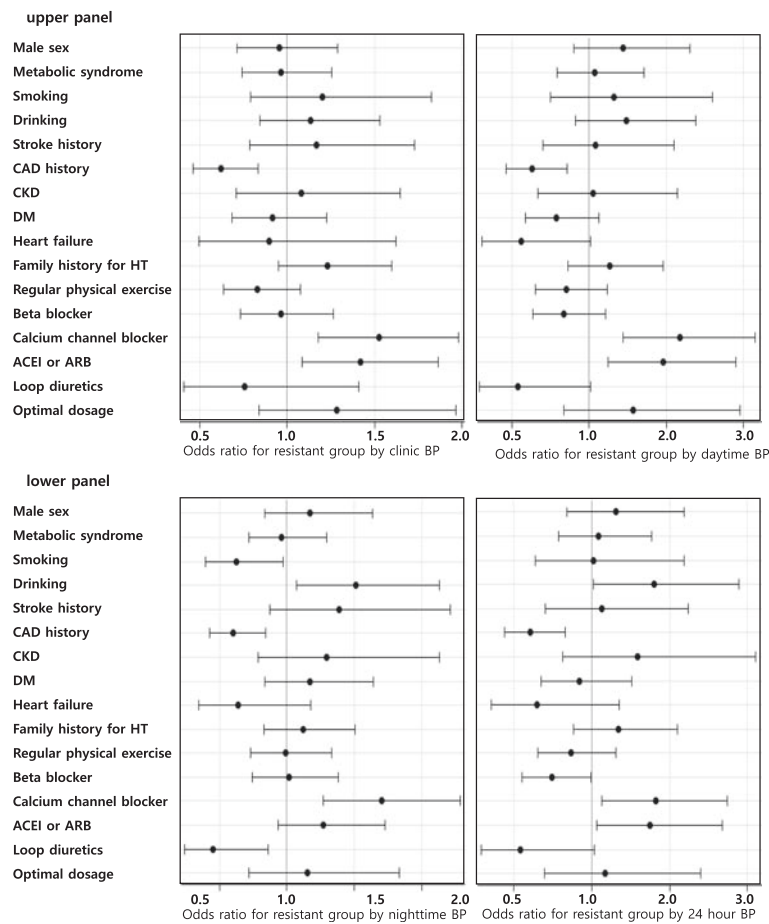 upper panel
Male sex
Metabolic syndrome
Smoking
Drinking
Stroke history
CAD history
CKD
DM
Heart failure
Family history for HT
Regular physical exercise
Beta blocker
Calcium channel blocker
ACEI or ARB
Loop diuretics
Optimal dosage
0.5 1.0 1.5 2.0
Odds ratio for resistant group by clinic BP
0.5 1.0 2.0 3.0
Odds ratio for resistant group by daytime BP
lower panel
Male sex
Metabolic syndrome
Smoking
Drinking
Stroke history
CAD history
CKD
DM
Heart failure
Family history for HT
Regular physical exercise
Beta blocker
Calcium channel blocker
ACEI or ARB
Loop diuretics
Optimal dosage
0.5 1.0 1.5 2.0
Odds ratio for resistant group by nighttime BP
0.5 1.0 2.0 3.0
Odds ratio for resistant group by 24 hour BP